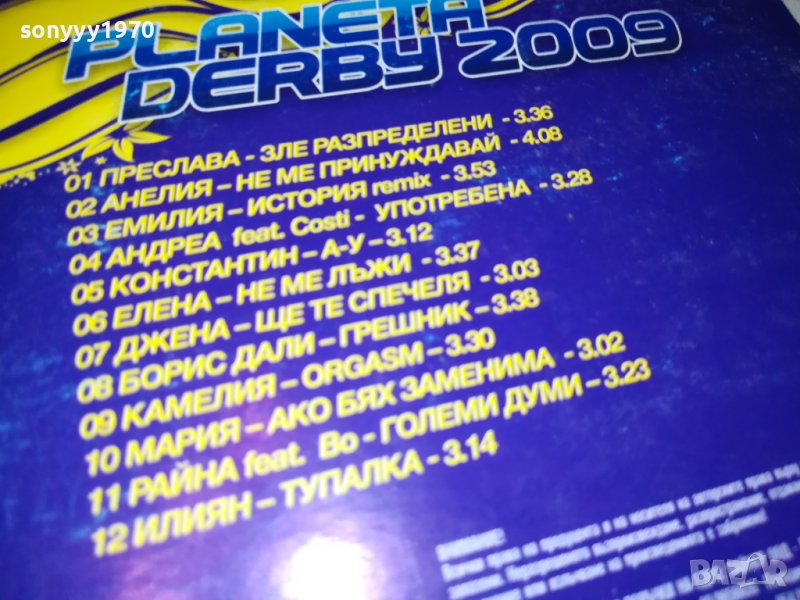 sonyyy1970
PLANETA
DERBY 2009
01 ПРЕСЛАВА - ЗЛЕ РАЗПРЕДЕЛЕНИ - 3.36
02 АНЕЛИЯ – НЕ МЕ ПРИНУЖДАВАЙ - 4.08
03 ЕМИЛИЯ – ИСТОРИЯ remix - 3.53
04 АНДРЕА feat. Costi - УПОТРЕБЕНА - 3.28
05 КОНСТАНТИН – А-У – 3.12
06 ЕЛЕНА – НЕ МЕ ЛЪЖИ - 3.37
07 ДЖЕНА – ЩЕ ТЕ СПЕЧЕЛЯ - 3.03
08 БОРИС ДАЛИ – ГРЕШНИК – 3.38
09 КАМЕЛИЯ – ORGASM – 3.30
10 МАРИЯ – АКО БЯХ ЗАМЕНИМА - 3.02
11 РАЙНА feat. Bo - ГОЛЕМИ ДУМИ – 3.23
12 ИЛИЯН – ТУПАЛКА - 3.14
BAZAR